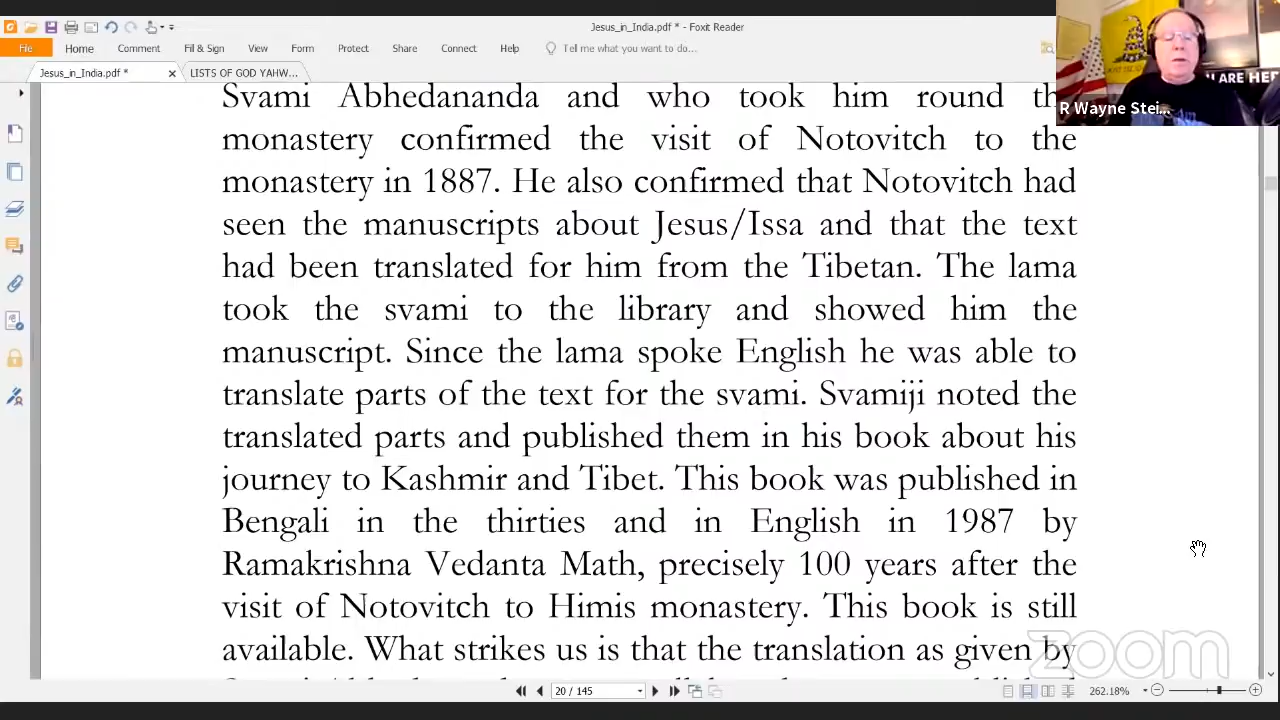 Jesus_in_India.pdf * - Foxit Reader
File Home Comment Fill & Sign View Form Protect Share Connect Help Tell me what you want to do...
Jesus_in_India.pdf * LISTS OF GOD YAHW...
Svami Abhedananda and who took him round
monastery confirmed the visit of Notovitch to the
monastery in 1887. He also confirmed that Notovitch had
seen the manuscripts about Jesus/Issa and that the text
had been translated for him from the Tibetan. The lama
took the svami to the library and showed him the
manuscript. Since the lama spoke English he was able to
translate parts of the text for the svami. Svamiji noted the
translated parts and published them in his book about his
journey to Kashmir and Tibet. This book was published in
Bengali in the thirties and in English in 1987 by
Ramakrishna Vedanta Math, precisely 100 years after the
visit of Notovitch to Himis monastery. This book is still
available. What strikes us is that the translation as given by
20 / 145
262.18%
ARE HER
R Wayne Stei...
zoom